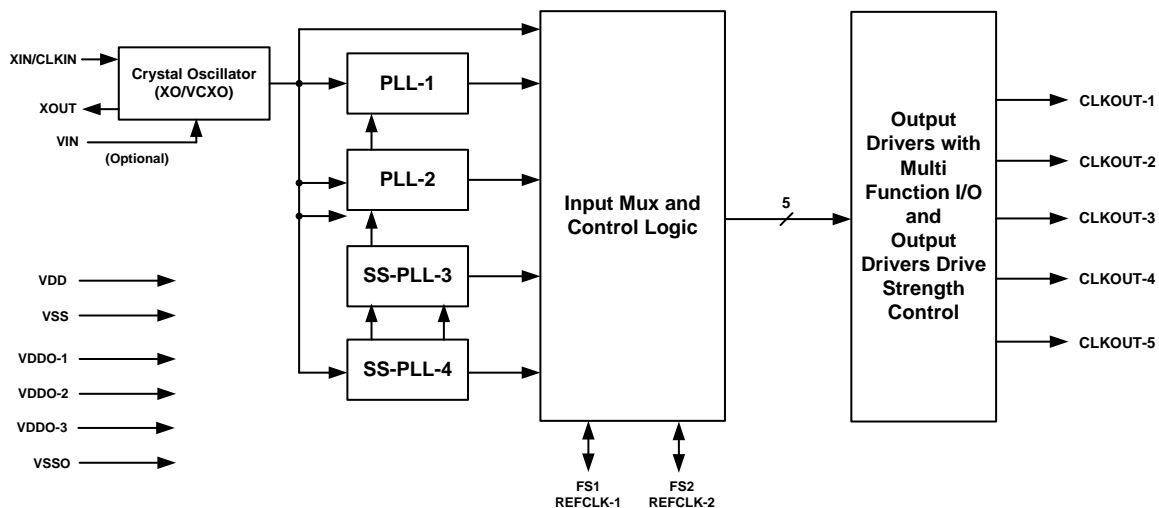 XIN/CLKIN
XOUT
VIN
(Optional)
Crystal Oscillator
(XO/VCXO)
VDD
VSS
VDDO-1
VDDO-2
VDDO-3
VSSO
PLL-1
PLL-2
SS-PLL-3
SS-PLL-4
Input Mux and
Control Logic
FS1
REFCLK-1
FS2
REFCLK-2
5
Output
Drivers with
Multi
Function I/O
and
Output
Drivers Drive
Strength
Control
CLKOUT-1
CLKOUT-2
CLKOUT-3
CLKOUT-4
CLKOUT-5